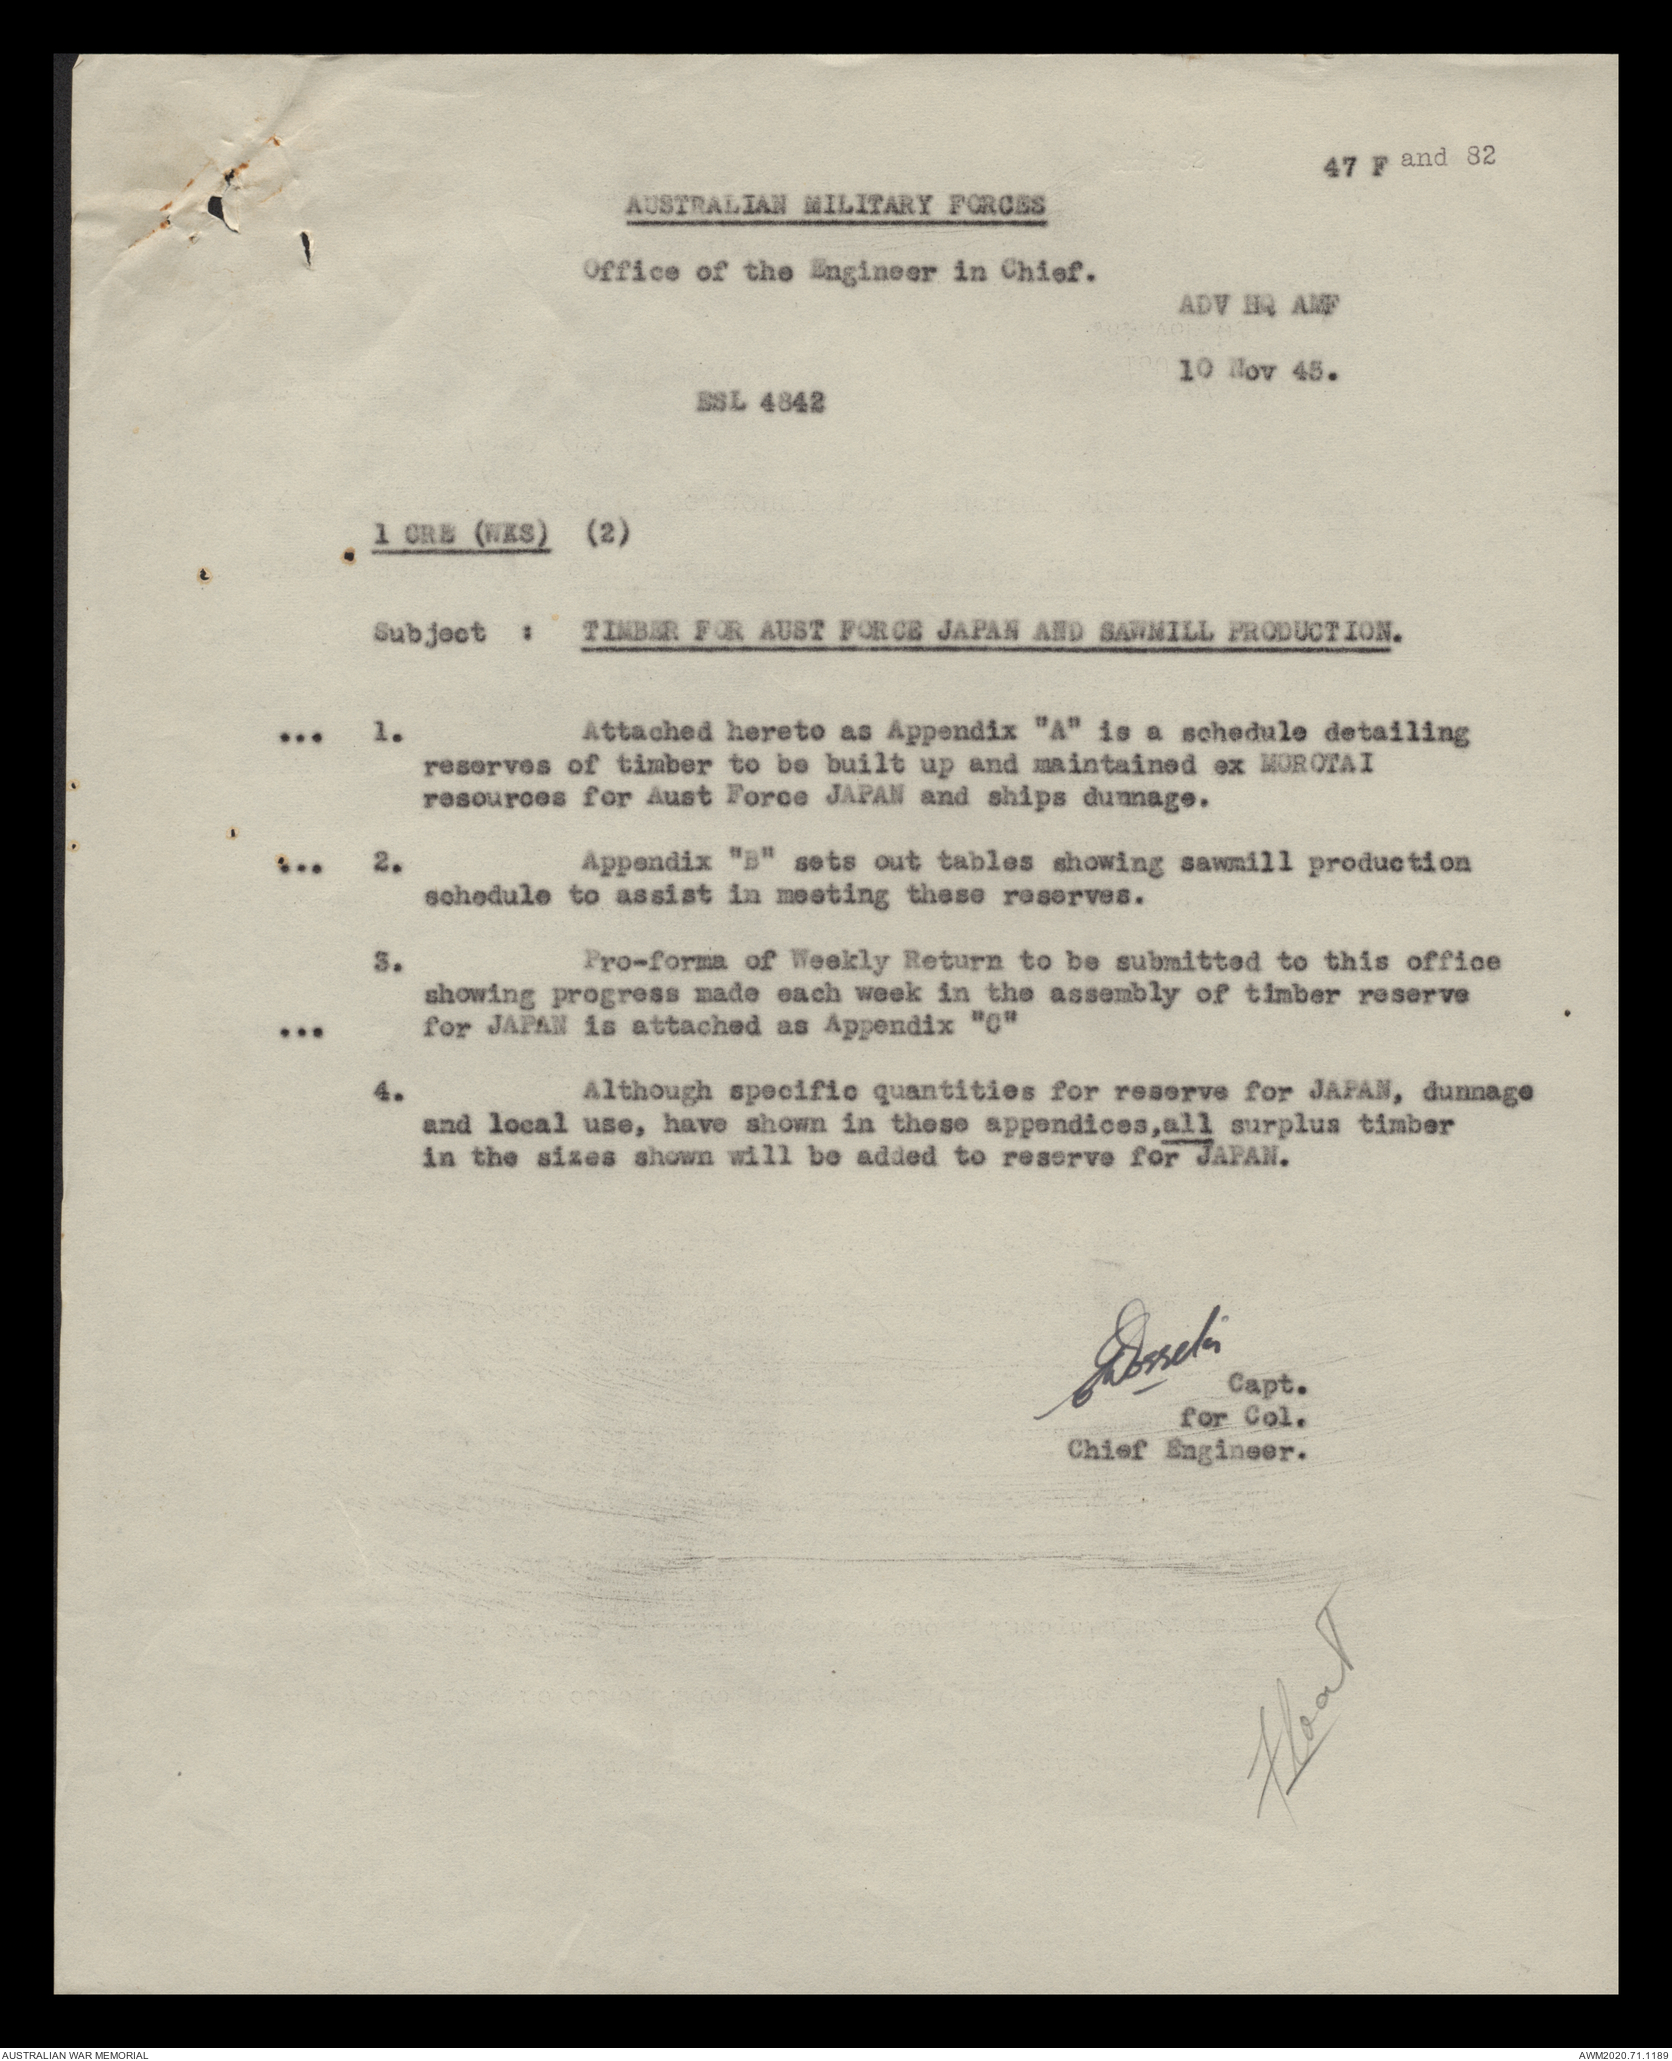 47 F and 82
AUSTRALIAN MILITARY FORCES
Office of the Engineer in Chief.
ADV HQ AMF
10 Nov 45.
ESL 4842
1 CRE (WKS) (2)
Subject : TIMBER FOR AUST FORCE JAPAN AND SAWMILL PRODUCTION.
... 1. Attached hereto as Appendix "A" is a schedule detailing
reserves of timber to be built up and maintained ex MOROTAI
resources for Aust Force JAPAN and ships dunnage.
... 2. Appendix "B" sets out tables showing sawmill production
schedule to assist in meeting these reserves.
3. Pro-forma of Weekly Return to be submitted to this office
showing progress made each week in the assembly of timber reserve
... for JAPAN is attached as Appendix "C"
4. Although specific quantities for reserve for JAPAN, dunnage
and local use, have shown in these appendices,all surplus timber
in the sizes shown will be added to reserve for JAPAN.
Capt.
for Col.
Chief Engineer.
Float
AUSTRALIAN WAR MEMORIAL
AWM2020.71.1189